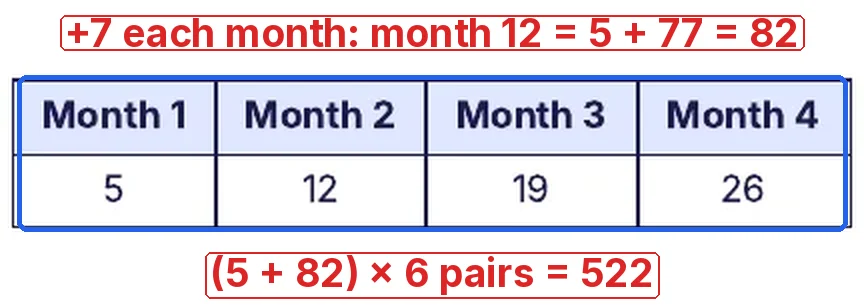 +7 each month: month 12 = 5 + 77 = 82
Month 1 Month 2 Month 3 Month 4
5 12 19 26
(5 + 82) × 6 pairs = 522